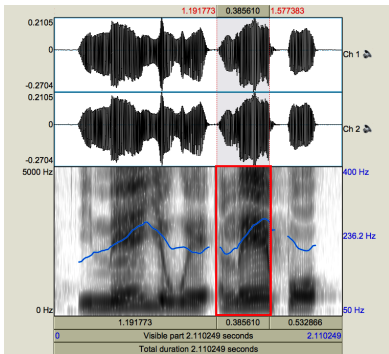 1.191773 0.385610 1.577383
0.2105
0
-0.2704
Ch 1
0.2105
0
-0.2704
Ch 2
5000 Hz 400 Hz
236.2 Hz
0 Hz 50 Hz
1.191773 0.385610 0.532866
0 Visible part 2.110249 seconds 2.110249
Total duration 2.110249 seconds